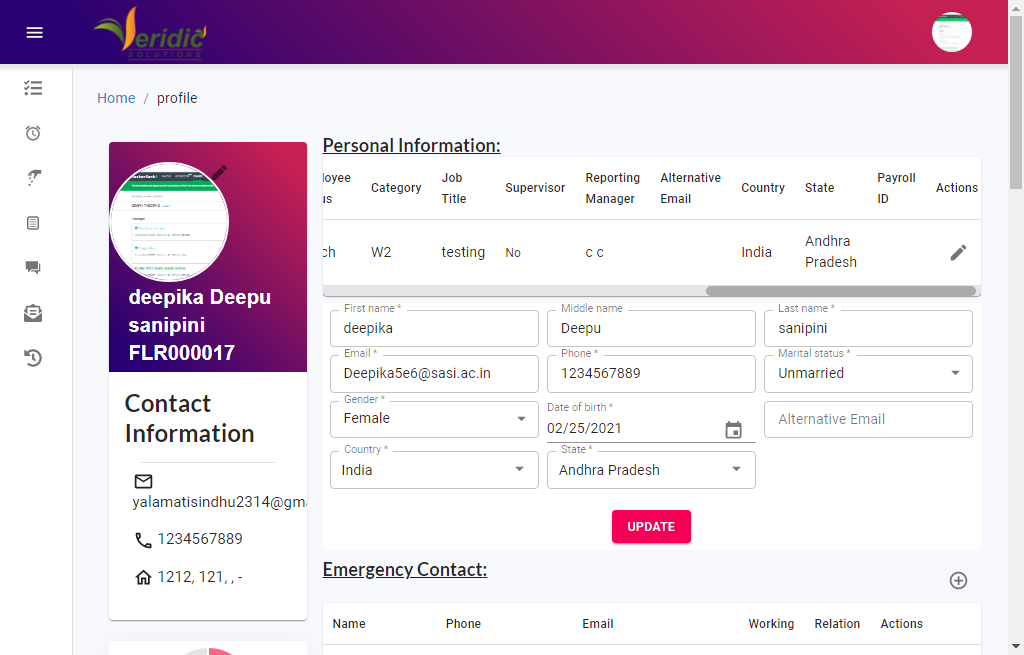 Veridic
SOLUTIONS
Home / profile
deepika Deepu
sanipini
FLR000017
Contact
Information
yalamatisindhu2314@gm
1234567889
1212, 121, , -
Personal Information:
loyee
us Category Job
Title Supervisor Reporting
Manager Alternative
Email Country State Payroll
ID Actions
ch W2 testing No c c India Andhra
Pradesh
First name * Middle name Last name *
deepika Deepu sanipini
Email * Phone * Marital status *
Deepika5e6@sasi.ac.in 1234567889 Unmarried
Gender * Date of birth *
Female 02/25/2021 Alternative Email
Country * State *
India Andhra Pradesh
UPDATE
Emergency Contact:
Name Phone Email Working Relation Actions